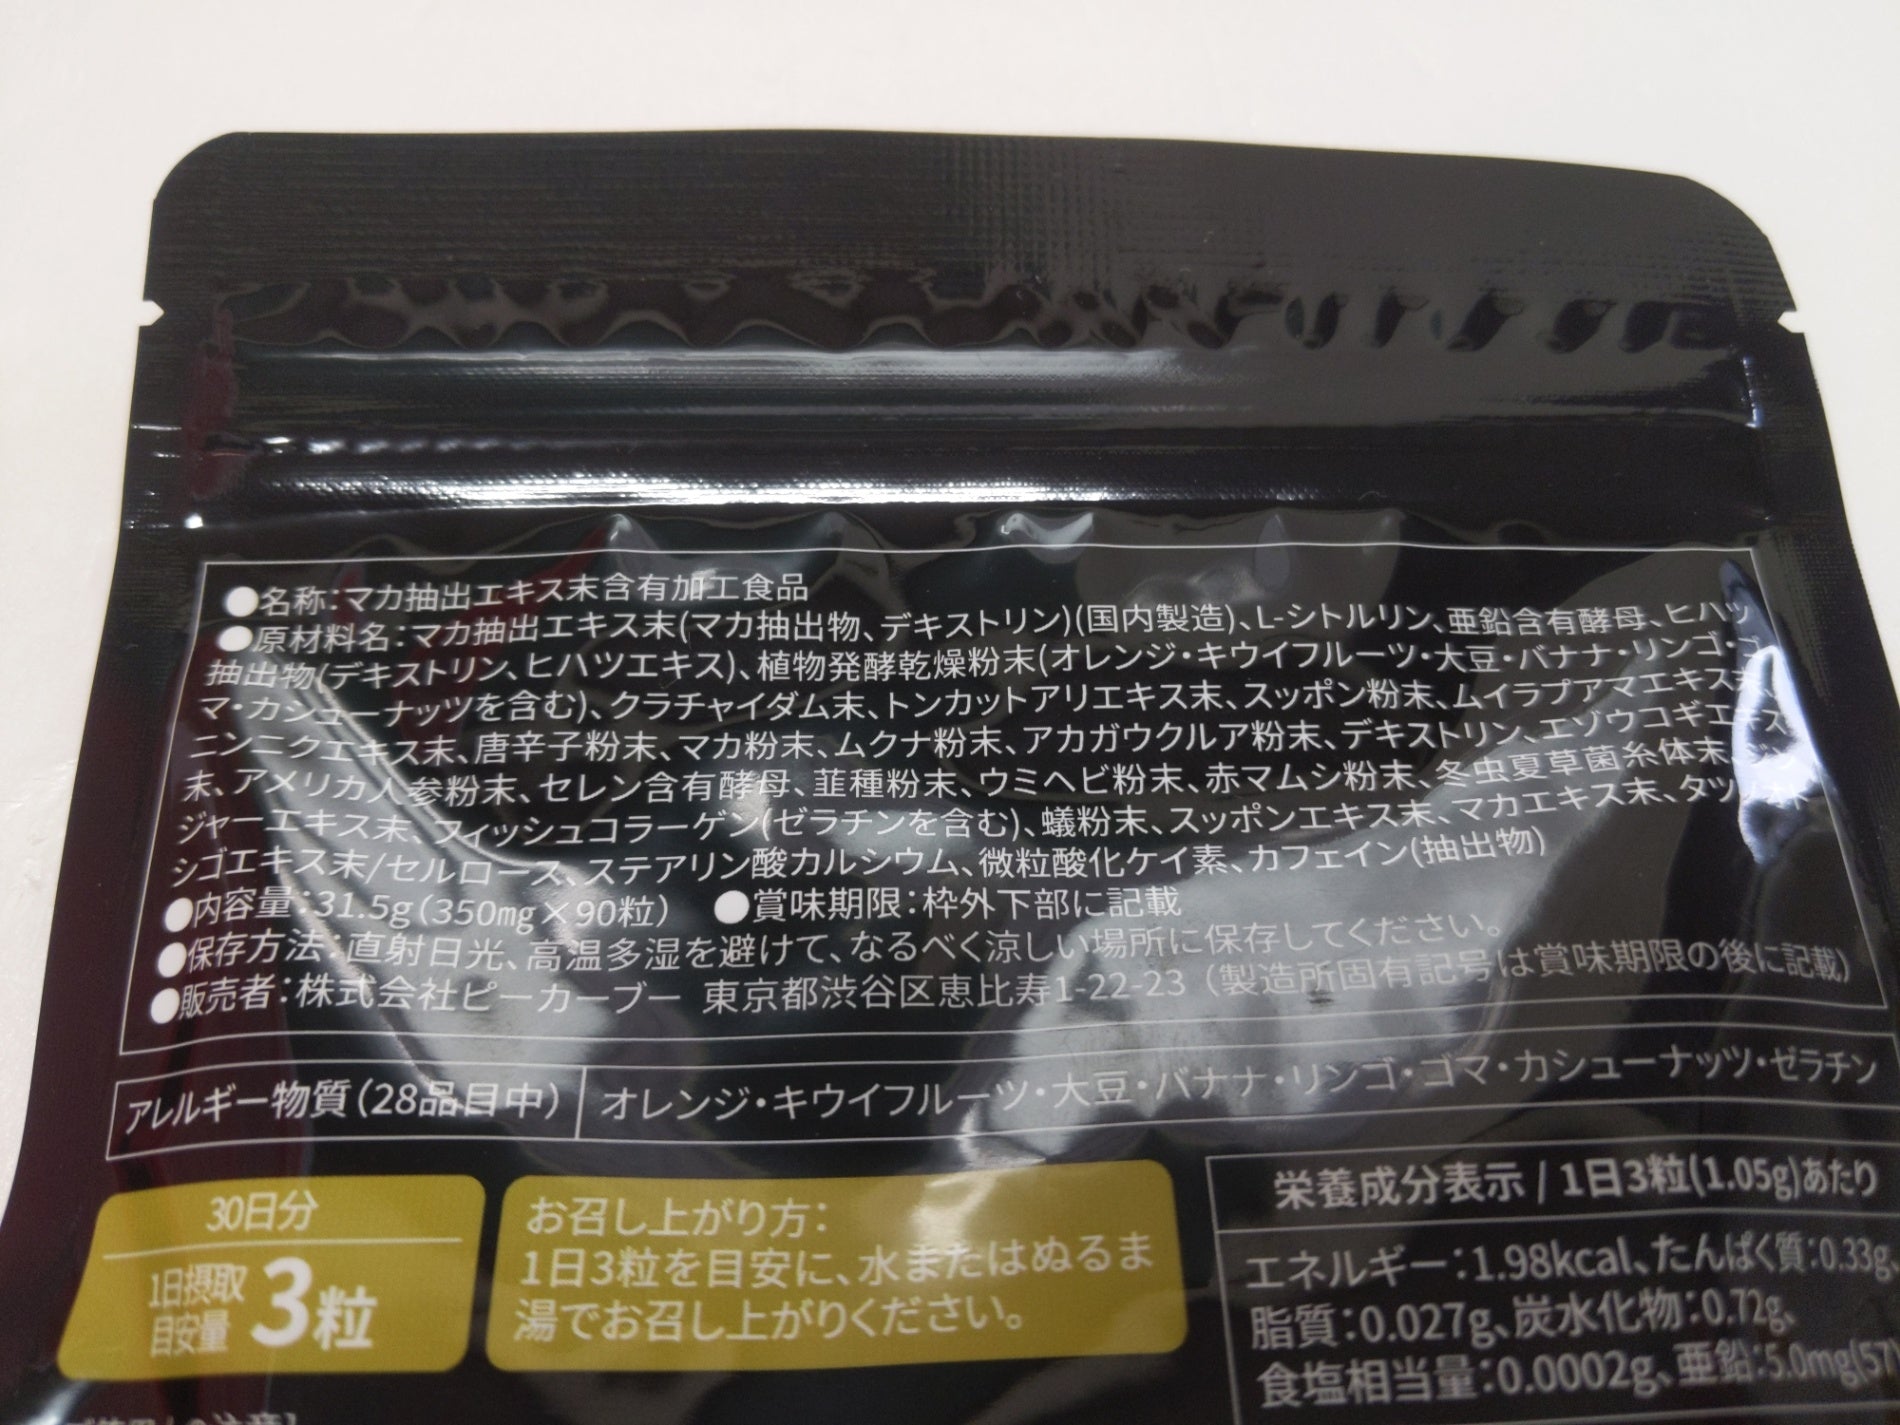 ●名称：マカ抽出エキス末含有加工食品
●原材料名：マカ抽出エキス末(マカ抽出物、デキストリン)(国内製造)、L-シトルリン、亜鉛含有酵母、ヒハツ
抽出物(デキストリン、ヒハツエキス)、植物発酵乾燥粉末(オレンジ・キウイフルーツ・大豆・バナナ・リンゴ・ゴ
マ・カシューナッツを含む)、クラチャイダム末、トンカットアリエキス末、スッポン粉末、ムイラプアマエキス末、
ニンニクエキス末、唐辛子粉末、マカ粉末、ムクナ粉末、アカガウクルア粉末、デキストリン、エゾウコギエキス
末、アメリカ人参粉末、セレン含有酵母、韮種粉末、ウミヘビ粉末、赤マムシ粉末、冬虫夏草菌糸体末、ジン
ジャーエキス末、フィッシュコラーゲン(ゼラチンを含む)、蟻粉末、スッポンエキス末、マカエキス末、タツ
シゴエキス末/セルロース、ステアリン酸カルシウム、微粒酸化ケイ素、カフェイン(抽出物)
●内容量：31.5g(350mg×90粒) ●賞味期限：枠外下部に記載
●保存方法：直射日光、高温多湿を避けて、なるべく涼しい場所に保存してください。
●販売者：株式会社ピーカーブー 東京都渋谷区恵比寿1-22-23（製造所固有記号は賞味期限の後に記載）
アレルギー物質（28品目中） オレンジ・キウイフルーツ・大豆・バナナ・リンゴ・ゴマ・カシューナッツ・ゼラチン
30日分
1日摂取
目安量
3粒
お召し上がり方：
1日3粒を目安に、水またはぬるま
湯でお召し上がりください。
栄養成分表示 / 1日3粒(1.05g)あたり
エネルギー：1.98kcal、たんぱく質：0.33g、
脂質：0.027g、炭水化物：0.72g、
食塩相当量：0.0002g、亜鉛：5.0mg(57